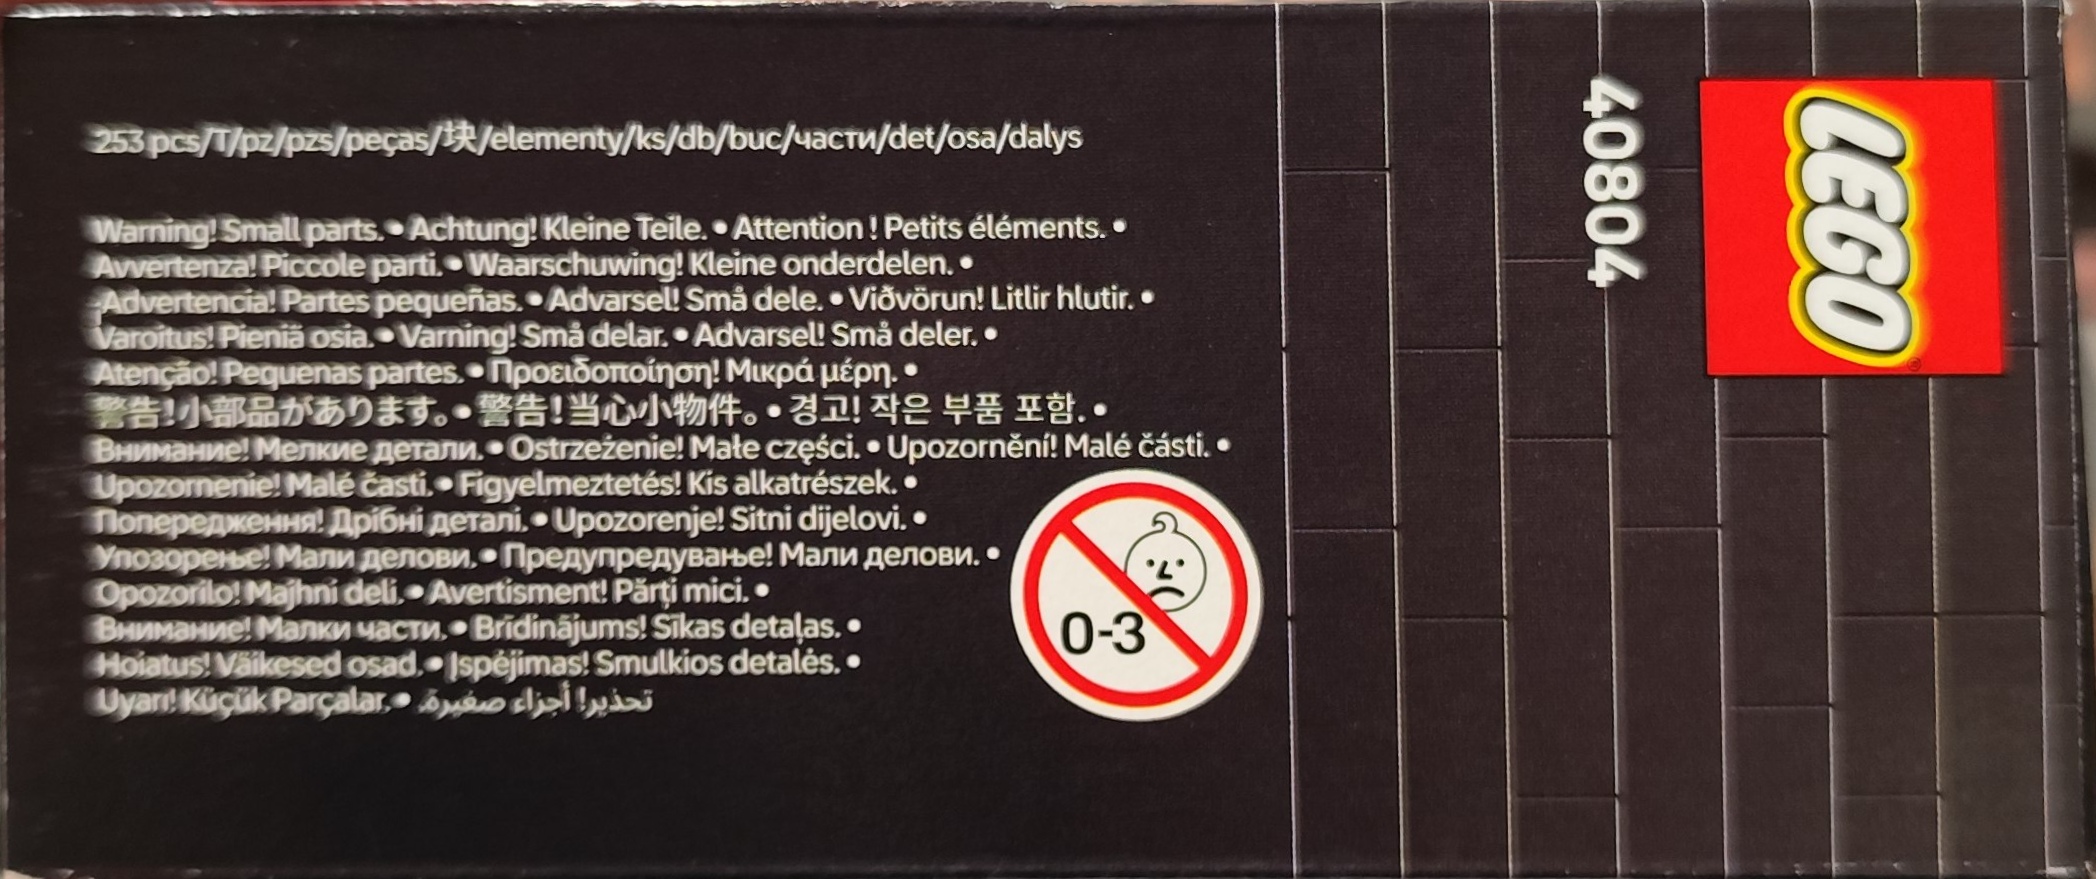 253 pcs/T/pz/pzs/peças/块/elementy/ks/db/buc/части/det/osa/dalys
Warning! Small parts. • Achtung! Kleine Teile. • Attention ! Petits éléments. •
Avvertenza! Piccole parti. • Waarschuwing! Kleine onderdelen. •
¡Advertencia! Partes pequeñas. • Advarsel! Små dele. • Viðvörun! Litlir hlutir. •
Varoitus! Pieniä osia. • Varning! Små delar. • Advarsel! Små deler. •
Atenção! Pequenas partes. • Προειδοποίηση! Μικρά μέρη. •
警告!小部品があります。• 警告!当心小物件。• 경고! 작은 부품 포함. •
Внимание! Мелкие детали. • Ostrzeżenie! Małe części. • Upozornění! Malé části. •
Upozornenie! Malé časti. • Figyelmeztetés! Kis alkatrészek. •
Попередження! Дрібні деталі. • Upozorenje! Sitni dijelovi. •
Упозорење! Мали делови. • Предупредување! Мали делови. •
Opozorilo! Majhni deli. • Avertisment! Părți mici. •
Внимание! Малки части. • Brīdinājums! Sīkas detaļas. •
Hoiatus! Väikesed osad. • Įspėjimas! Smulkios detalės. •
Uyarı! Küçük Parçalar. • تحذير! أجزاء صغيرة.
0-3
40804
LEGO
®